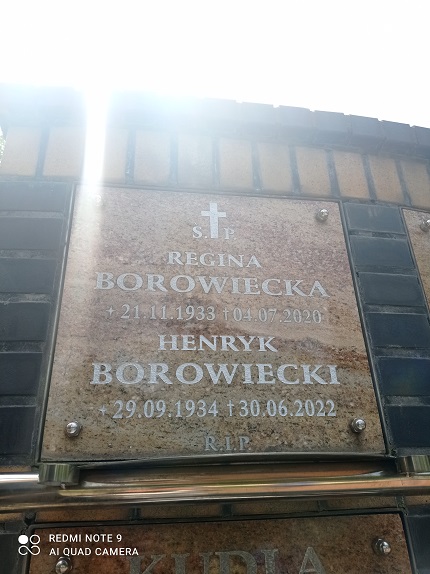 Ś. P.
REGINA
BOROWIECKA
* 21.11.1933 † 04.07.2020
HENRYK
BOROWIECKI
* 29.09.1934 † 30.06.2022
R.I.P.
KUDLA
REDMI NOTE 9
AI QUAD CAMERA